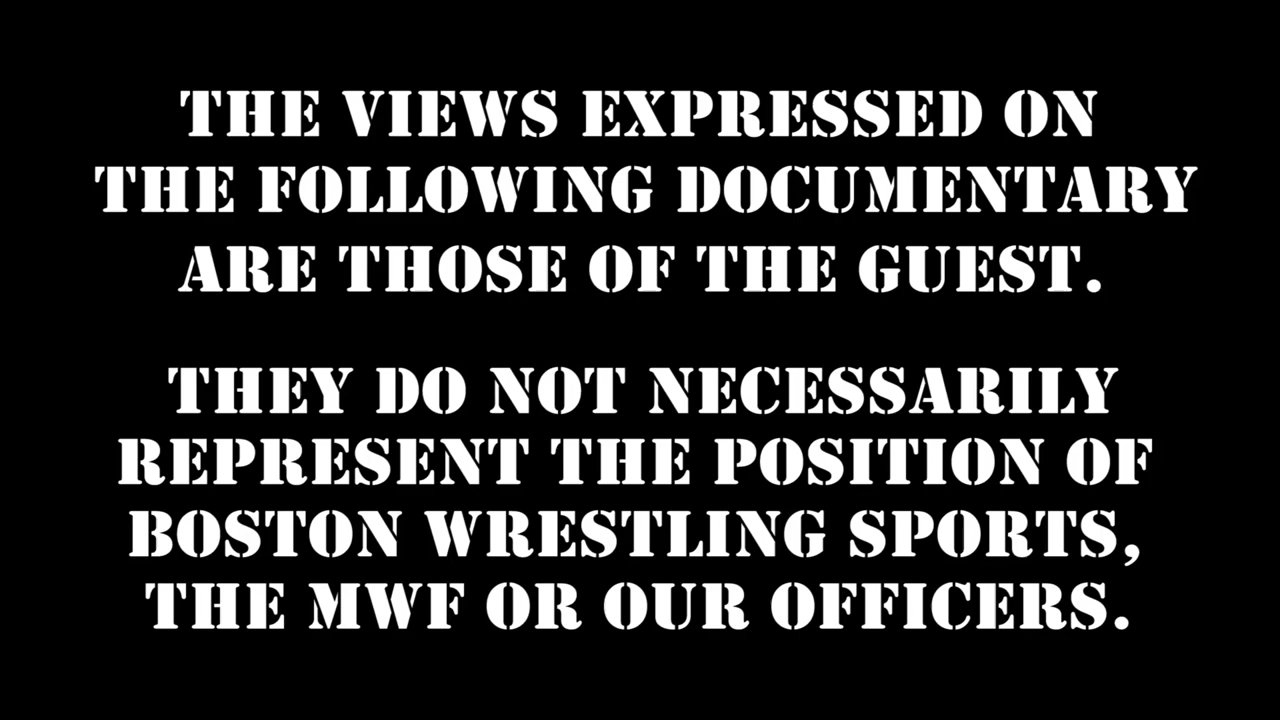 THE VIEWS EXPRESSED ON
THE FOLLOWING DOCUMENTARY
ARE THOSE OF THE GUEST.
THEY DO NOT NECESSARILY
REPRESENT THE POSITION OF
BOSTON WRESTLING SPORTS,
THE MWF OR OUR OFFICERS.